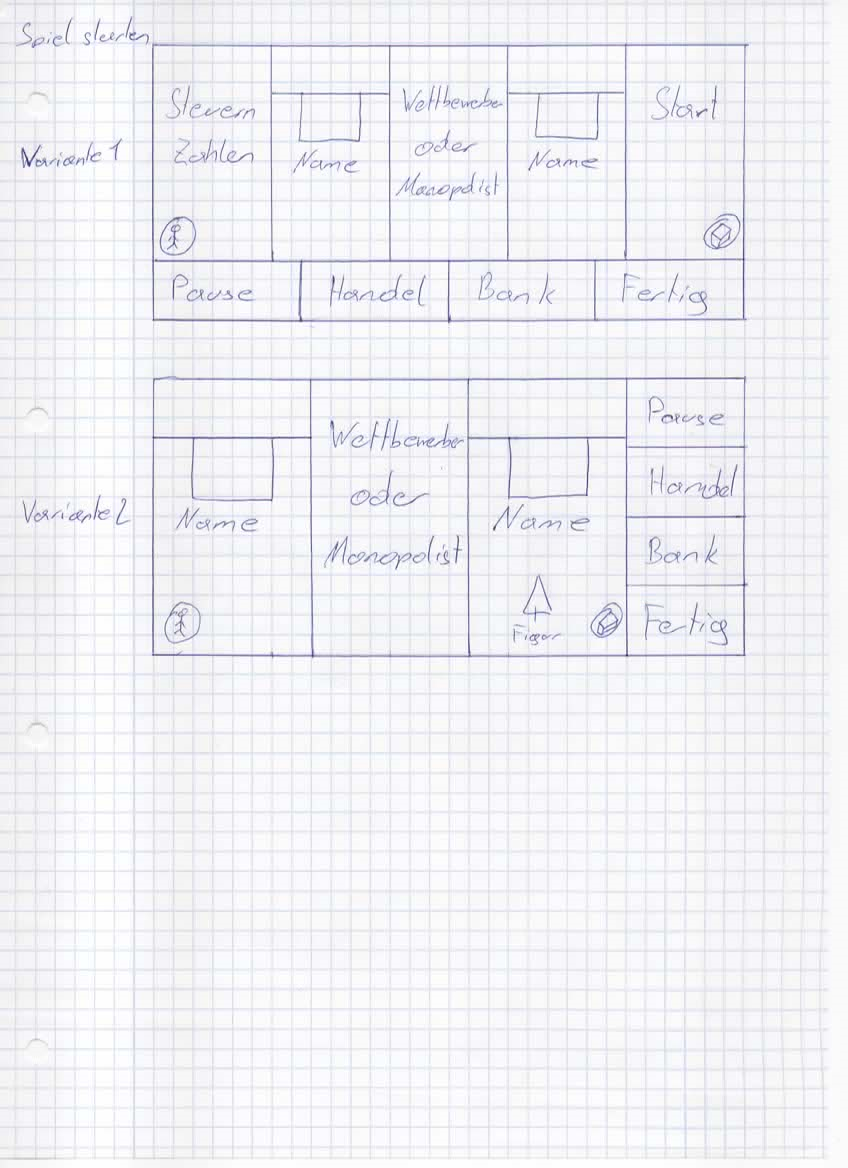 Spiel starten
Variante 1
Steuern
Zahlen
Name
Wettbewerber
oder
Monopolist
Name
Start
Pause
Handel
Bank
Fertig
Variante 2
Name
Wettbewerber
oder
Monopolist
Name
Figur
Pause
Handel
Bank
Fertig